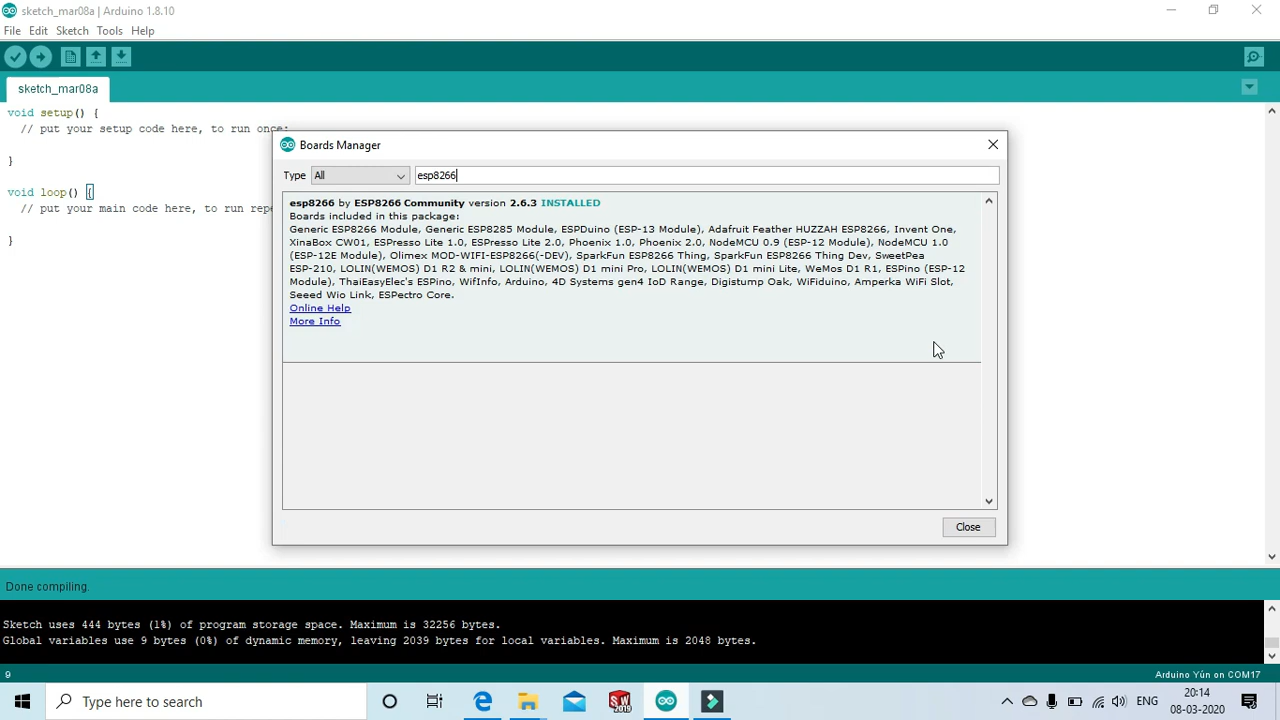 sketch_mar08a | Arduino 1.8.10
File Edit Sketch Tools Help
sketch_mar08a
void setup() {
// put your setup code here, to run once:
}
void loop() {
// put your main code here, to run repe
}
Boards Manager
Type All esp8266
esp8266 by ESP8266 Community version 2.6.3 INSTALLED
Boards included in this package:
Generic ESP8266 Module, Generic ESP8285 Module, ESPDuino (ESP-13 Module), Adafruit Feather HUZZAH ESP8266, Invent One,
XinaBox CW01, ESPresso Lite 1.0, ESPresso Lite 2.0, Phoenix 1.0, Phoenix 2.0, NodeMCU 0.9 (ESP-12 Module), NodeMCU 1.0
(ESP-12E Module), Olimex MOD-WIFI-ESP8266(-DEV), SparkFun ESP8266 Thing, SparkFun ESP8266 Thing Dev, SweetPea
ESP-210, LOLIN(WEMOS) D1 R2 & mini, LOLIN(WEMOS) D1 mini Pro, LOLIN(WEMOS) D1 mini Lite, WeMos D1 R1, ESPino (ESP-12
Module), ThaiEasyElec's ESPino, WifInfo, Arduino, 4D Systems gen4 IoD Range, Digistump Oak, WiFiduino, Amperka WiFi Slot,
Seeed Wio Link, ESPectro Core.
Online Help
More Info
Close
Done compiling.
Sketch uses 444 bytes (1%) of program storage space. Maximum is 32256 bytes.
Global variables use 9 bytes (0%) of dynamic memory, leaving 2039 bytes for local variables. Maximum is 2048 bytes.
9 Arduino Yún on COM17
Type here to search
SW
2019
ENG
20:14
08-03-2020